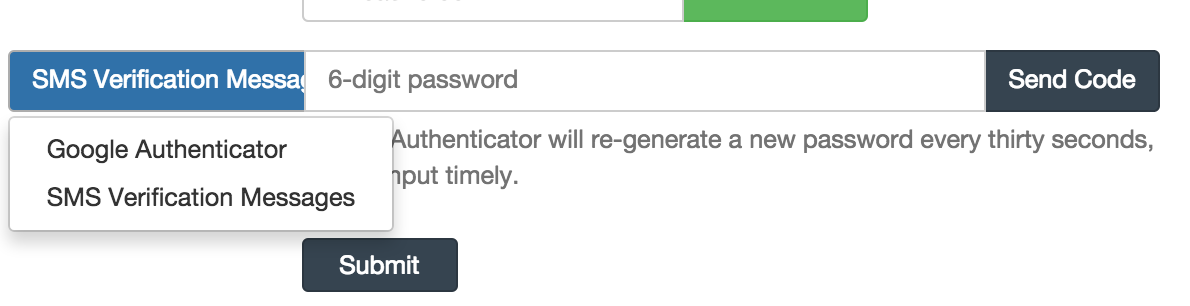 SMS Verification Messag 6-digit password Send Code
Google Authenticator
SMS Verification Messages
Authenticator will re-generate a new password every thirty seconds,
nput timely.
Submit